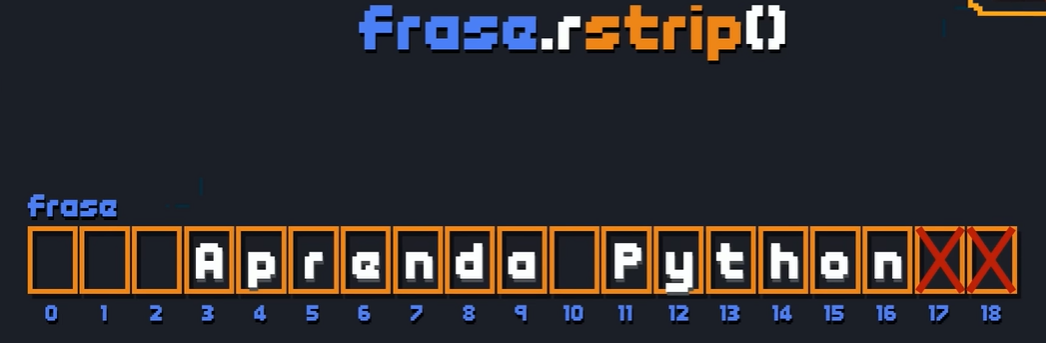 frase.rstrip()
frase
Aprenda Python
0 1 2 3 4 5 6 7 8 9 10 11 12 13 14 15 16 17 18